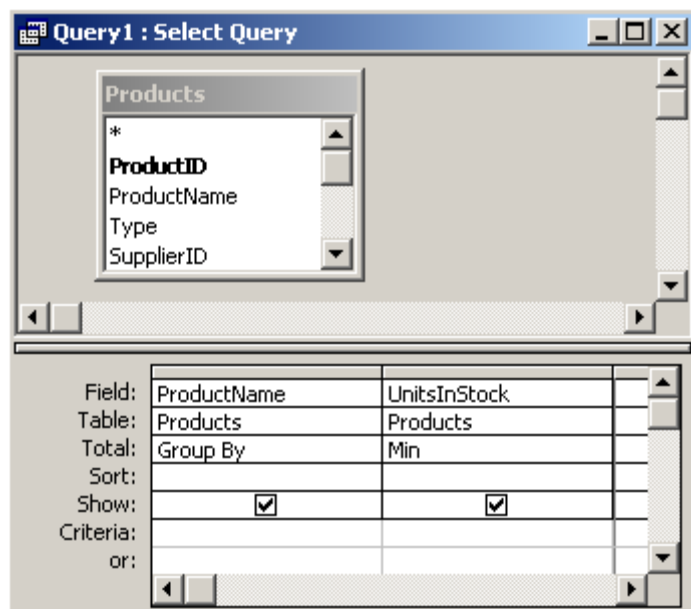 Query1 : Select Query
Products
*
ProductID
ProductName
Type
SupplierID
Field: ProductName UnitsInStock
Table: Products Products
Total: Group By Min
Sort:
Show:
Criteria:
or: